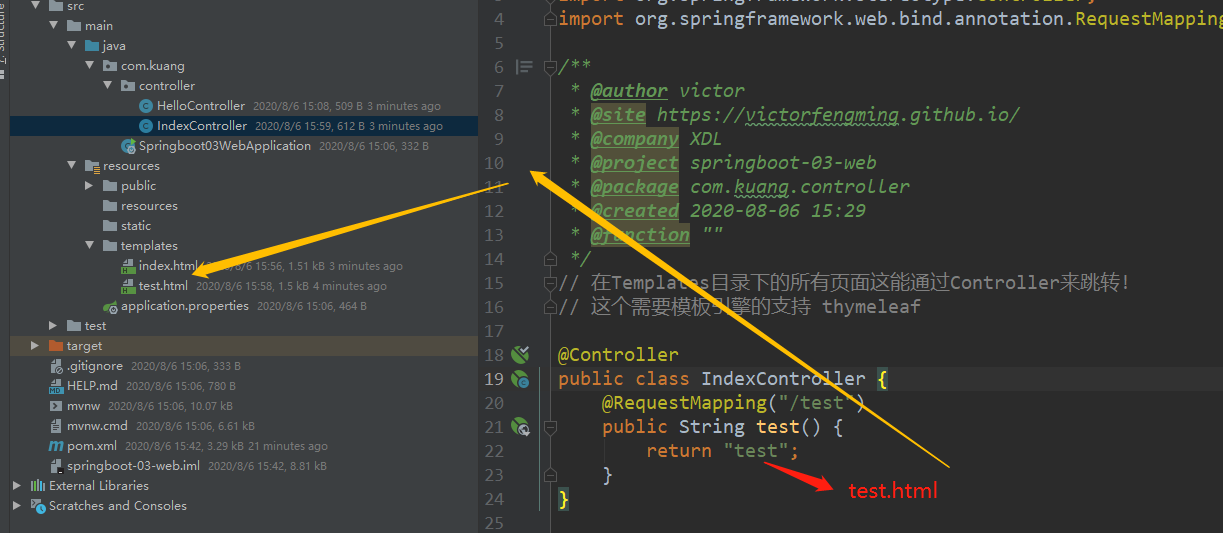 Z: Structure
src
main
java
com.kuang
controller
HelloController 2020/8/6 15:08, 509 B 3 minutes ago
IndexController 2020/8/6 15:59, 612 B 3 minutes ago
Springboot03WebApplication 2020/8/6 15:06, 332 B
resources
public
resources
static
templates
index.html 2020/8/6 15:56, 1.51 kB 3 minutes ago
test.html 2020/8/6 15:58, 1.5 kB 4 minutes ago
application.properties 2020/8/6 15:06, 464 B
test
target
.gitignore 2020/8/6 15:06, 333 B
HELP.md 2020/8/6 15:06, 780 B
mvnw 2020/8/6 15:06, 10.07 kB
mvnw.cmd 2020/8/6 15:06, 6.61 kB
pom.xml 2020/8/6 15:42, 3.29 kB 21 minutes ago
springboot-03-web.iml 2020/8/6 15:42, 8.81 kB
External Libraries
Scratches and Consoles
4 import org.springframework.web.bind.annotation.RequestMapping
5
6 /**
7 * @author victor
8 * @site https://victorfengming.github.io/
9 * @company XDL
10 * @project springboot-03-web
11 * @package com.kuang.controller
12 * @created 2020-08-06 15:29
13 * @function ""
14 */
15 // 在Templates目录下的所有页面这能通过Controller来跳转!
16 // 这个需要模板引擎的支持 thymeleaf
17
18 @Controller
19 public class IndexController {
20 @RequestMapping("/test")
21 public String test() {
22 return "test";
test.html
23 }
24 }
25